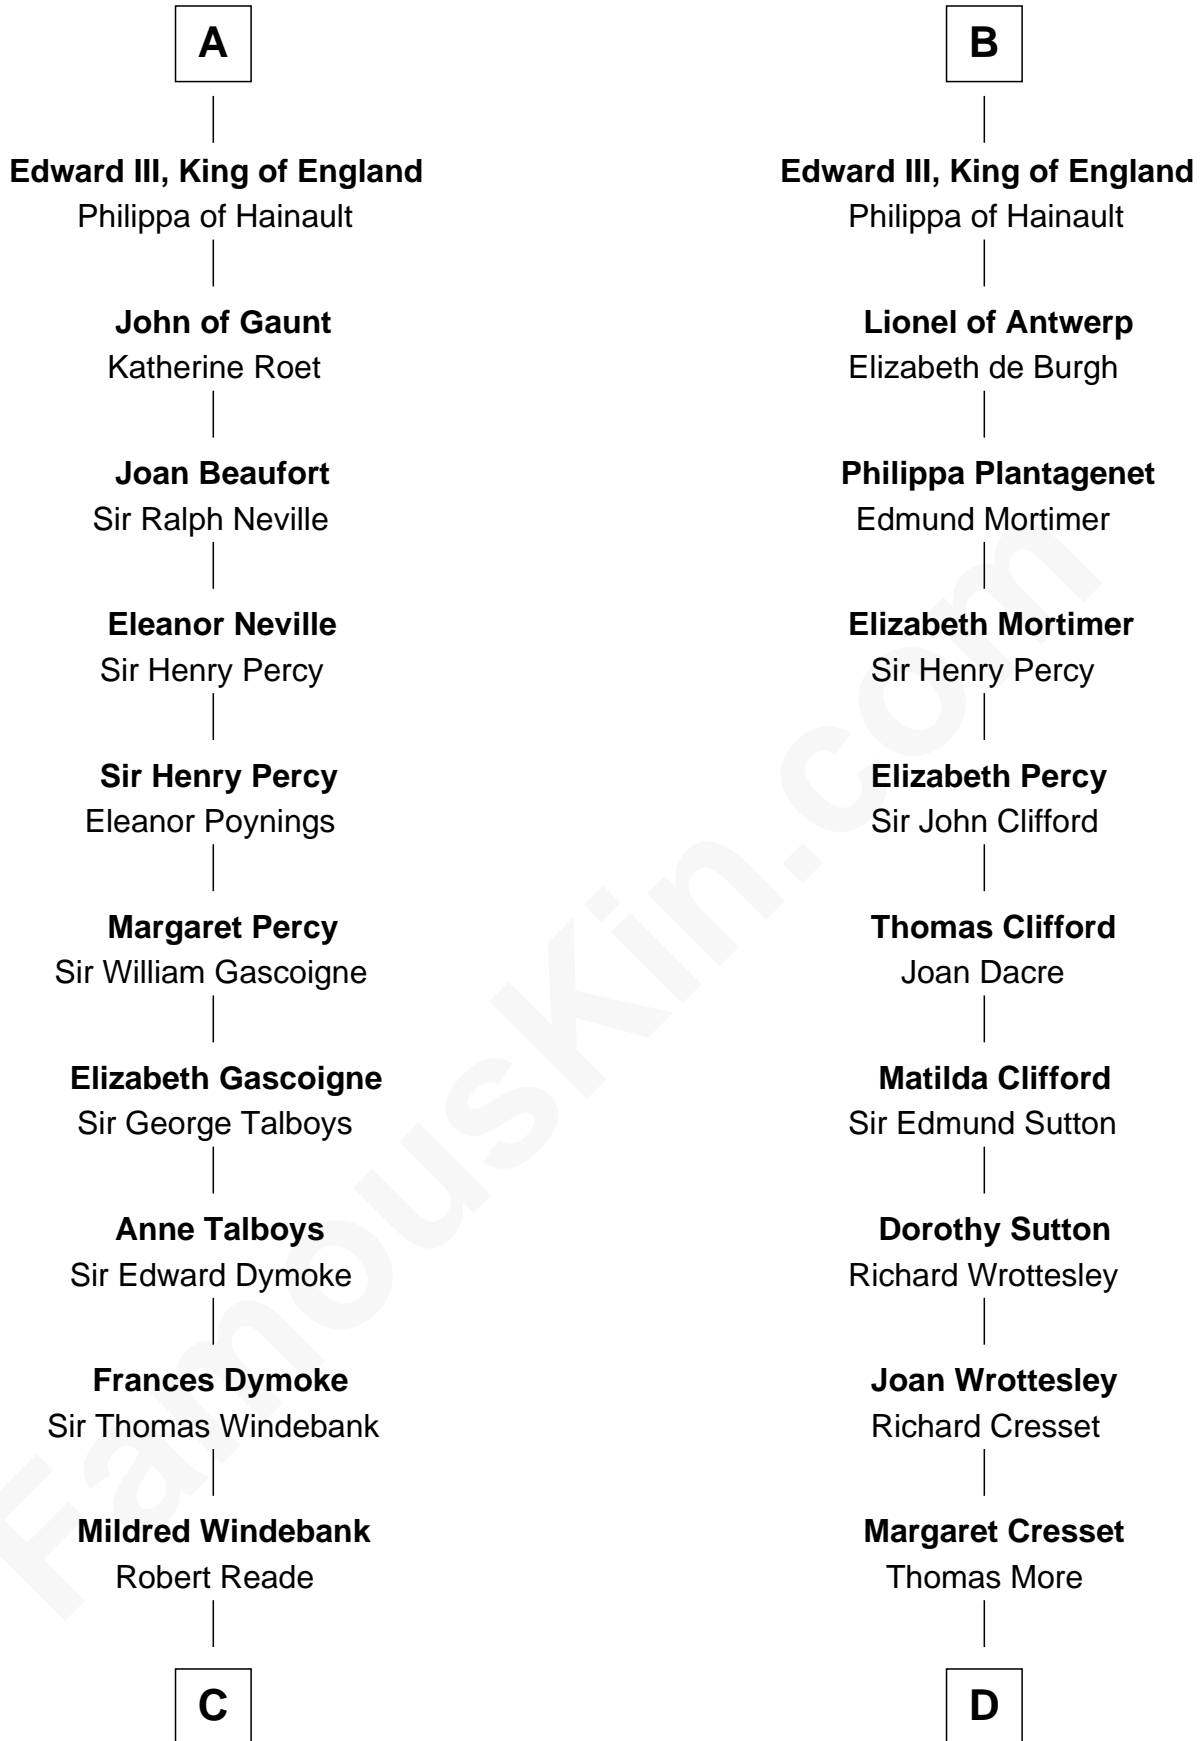 A
Edward III, King of England
Philippa of Hainault
John of Gaunt
Katherine Roet
Joan Beaufort
Sir Ralph Neville
Eleanor Neville
Sir Henry Percy
Sir Henry Percy
Eleanor Poynings
Margaret Percy
Sir William Gascoigne
Elizabeth Gascoigne
Sir George Talboys
Anne Talboys
Sir Edward Dymoke
Frances Dymoke
Sir Thomas Windebank
Mildred Windebank
Robert Reade
C
B
Edward III, King of England
Philippa of Hainault
Lionel of Antwerp
Elizabeth de Burgh
Philippa Plantagenet
Edmund Mortimer
Elizabeth Mortimer
Sir Henry Percy
Elizabeth Percy
Sir John Clifford
Thomas Clifford
Joan Dacre
Matilda Clifford
Sir Edmund Sutton
Dorothy Sutton
Richard Wrottesley
Joan Wrottesley
Richard Cresset
Margaret Cresset
Thomas More
D
FamousKin.com